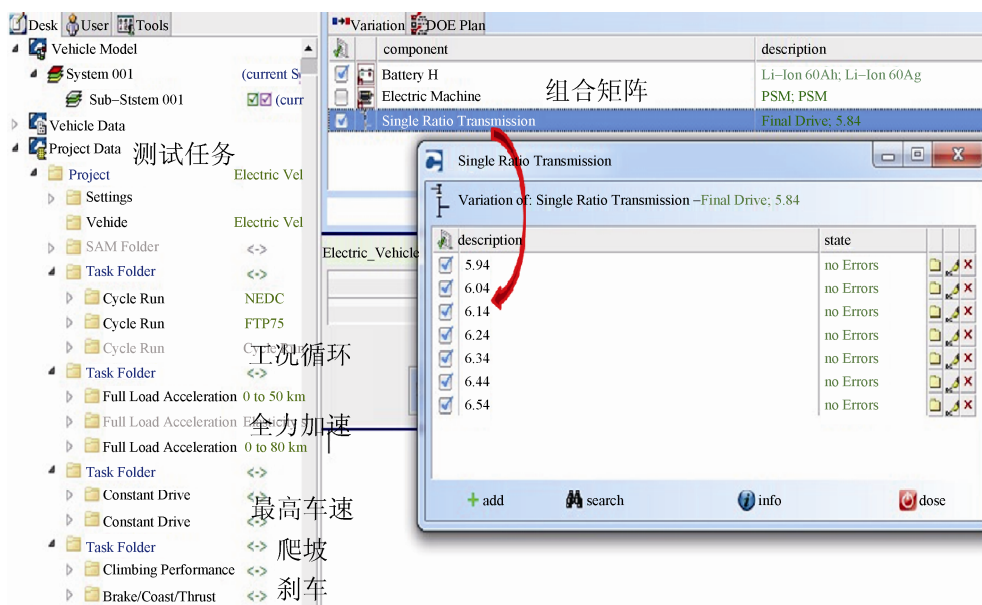 Desk User Tools
Vehicle Model
System 001 (current S
Sub-Ststem 001 (curr
Vehicle Data
Project Data 测试任务
Project Electric Vel
Settings
Vehide Electric Vel
SAM Folder <->
Task Folder <->
Cycle Run NEDC
Cycle Run FTP75
Cycle Run
工况循环
Task Folder <->
Full Load Acceleration 0 to 50 km
Full Load Acceleration
全力加速
Full Load Acceleration 0 to 80 km
Task Folder <->
Constant Drive <->
最高车速
Constant Drive <->
Task Folder <-> 爬坡
Climbing Performance <->
Brake/Coast/Thrust <-> 刹车
Variation DOE Plan
component description
Battery H Li-Ion 60Ah; Li-Ion 60Ag
Electric Machine PSM; PSM
组合矩阵
Single Ratio Transmission Final Drive; 5.84
Electric_Vehicle
Single Ratio Transmission
Variation of: Single Ratio Transmission -Final Drive; 5.84
description state
5.94 no Errors
6.04 no Errors
6.14 no Errors
6.24 no Errors
6.34 no Errors
6.44 no Errors
6.54 no Errors
add search info dose